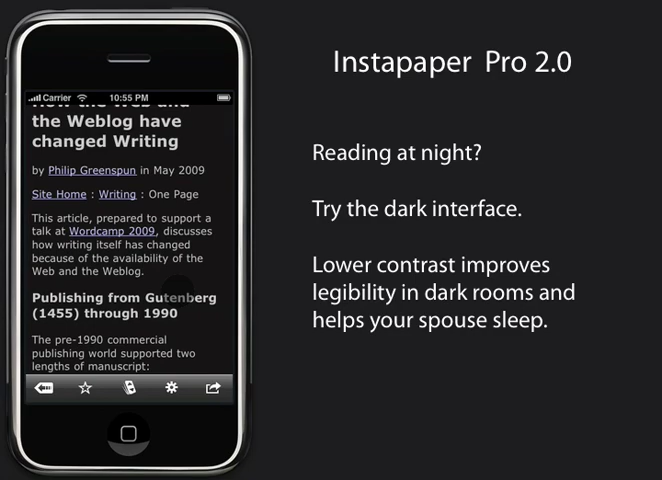 Instapaper Pro 2.0
Reading at night?
Try the dark interface.
Lower contrast improves
legibility in dark rooms and
helps your spouse sleep.
Carrier 10:55 PM
How the Web and
the Weblog have
changed Writing
by Philip Greenspun in May 2009
Site Home : Writing : One Page
This article, prepared to support a
talk at Wordcamp 2009, discusses
how writing itself has changed
because of the availability of the
Web and the Weblog.
Publishing from Gutenberg
(1455) through 1990
The pre-1990 commercial
publishing world supported two
lengths of manuscript: